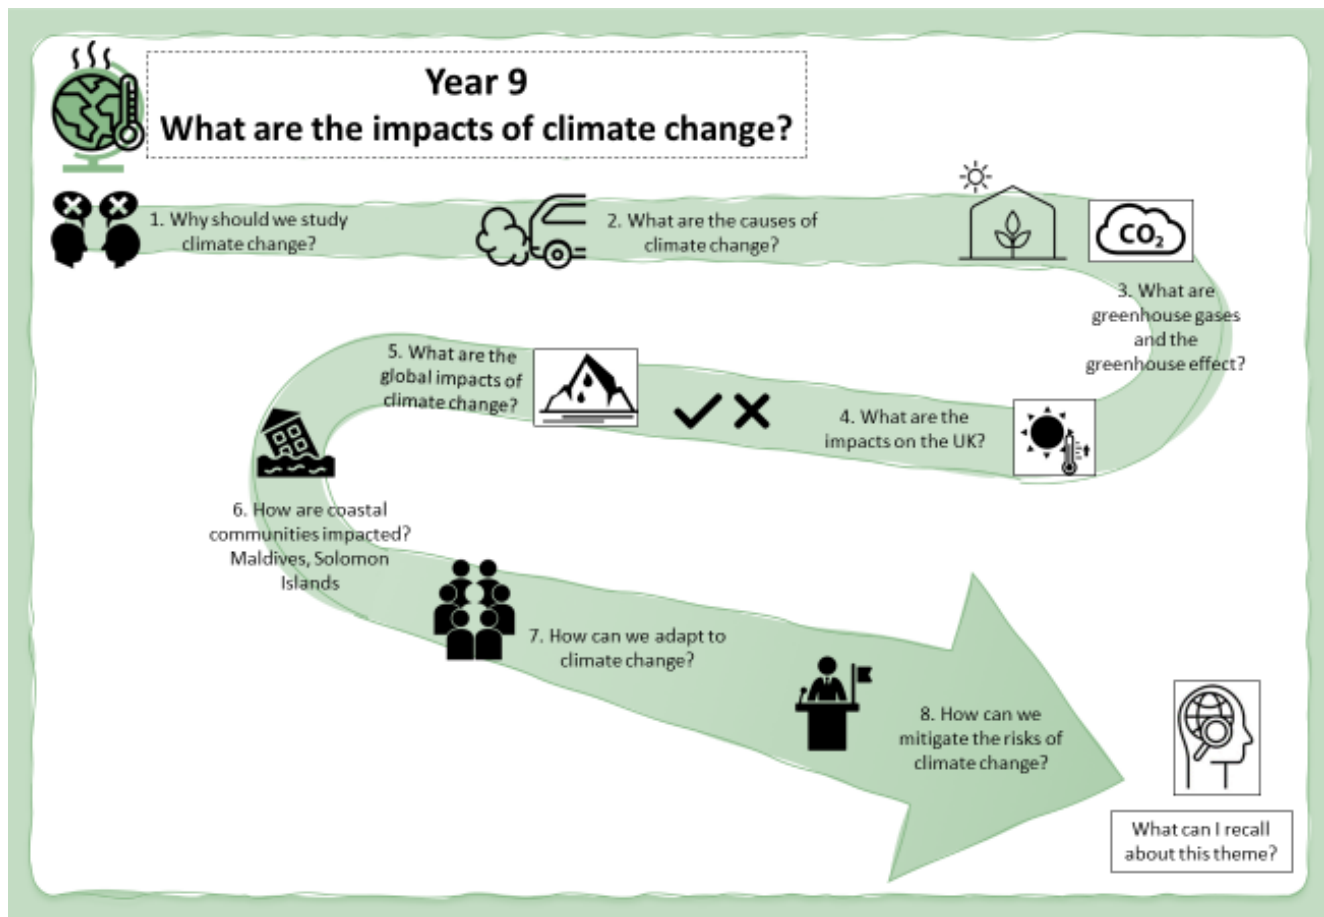 Year 9
What are the impacts of climate change?
1. Why should we study
climate change?
2. What are the causes of
climate change?
CO₂
3. What are
greenhouse gases
and the
greenhouse effect?
4. What are the
impacts on the UK?
5. What are the
global impacts of
climate change?
6. How are coastal
communities impacted?
Maldives, Solomon
Islands
7. How can we adapt to
climate change?
8. How can we
mitigate the risks of
climate change?
What can I recall
about this theme?